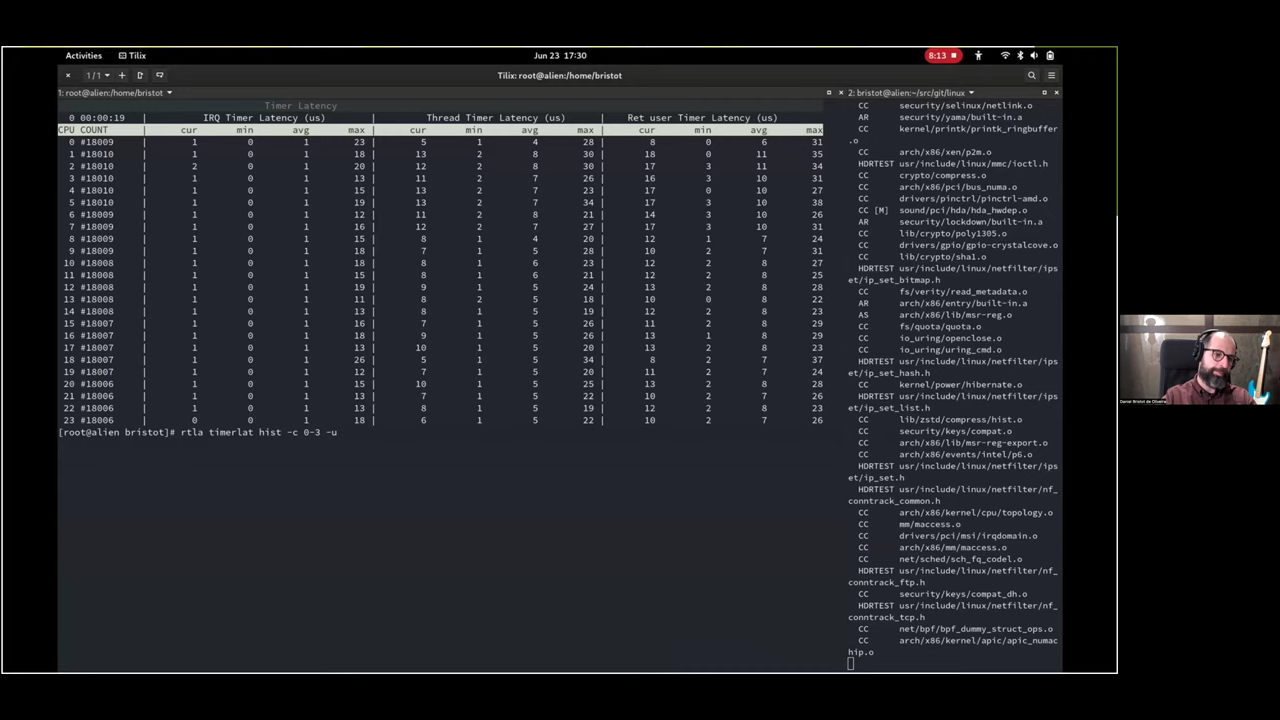 Activities Tilix Jun 23 17:30 8:13
1/1 Tilix: root@alien:/home/bristot
1: root@alien:/home/bristot
Timer Latency
0 00:00:19 | IRQ Timer Latency (us) | Thread Timer Latency (us) | Ret user Timer Latency (us)
CPU COUNT | cur min avg max | cur min avg max | cur min avg max
0 #18009 | 1 0 1 23 | 5 1 4 28 | 8 0 6 31
1 #18010 | 1 0 1 18 | 13 2 8 30 | 18 0 11 35
2 #18010 | 2 0 1 20 | 12 2 8 30 | 17 3 11 34
3 #18010 | 1 0 1 13 | 11 2 7 26 | 16 3 10 31
4 #18010 | 1 0 1 15 | 13 2 7 23 | 17 0 10 27
5 #18010 | 1 0 1 19 | 13 2 7 34 | 17 2 10 38
6 #18009 | 1 0 1 12 | 11 2 8 21 | 14 3 10 26
7 #18009 | 1 0 1 16 | 12 2 7 27 | 17 3 10 31
8 #18009 | 1 0 1 15 | 8 1 4 20 | 12 1 7 24
9 #18009 | 1 0 1 18 | 7 1 5 28 | 10 2 7 31
10 #18008 | 1 0 1 18 | 8 1 6 23 | 12 2 8 27
11 #18008 | 1 0 1 15 | 8 1 6 21 | 12 2 8 25
12 #18008 | 1 0 1 19 | 9 1 5 24 | 13 2 8 28
13 #18008 | 1 0 1 11 | 8 2 5 18 | 10 0 8 22
14 #18008 | 1 0 1 13 | 8 1 5 19 | 12 2 8 23
15 #18007 | 1 0 1 16 | 7 1 5 26 | 11 2 8 29
16 #18007 | 1 0 1 18 | 9 1 5 26 | 13 1 8 29
17 #18007 | 1 0 1 13 | 10 1 5 20 | 13 2 8 23
18 #18007 | 1 0 1 26 | 5 1 5 34 | 8 2 7 37
19 #18007 | 1 0 1 12 | 7 1 5 20 | 11 2 7 24
20 #18006 | 1 0 1 15 | 10 1 5 25 | 13 2 8 28
21 #18006 | 1 0 1 13 | 7 1 5 22 | 10 2 7 26
22 #18006 | 1 0 1 13 | 8 1 5 19 | 12 2 8 23
23 #18006 | 0 0 1 18 | 6 1 5 22 | 10 2 7 26
[root@alien bristot]# rtla timerlat hist -c 0-3 -u
2: bristot@alien:~/src/git/linux
CC security/selinux/netlink.o
AR security/yama/built-in.a
CC kernel/printk/printk_ringbuffer
.o
CC arch/x86/xen/p2m.o
HDRTEST usr/include/linux/mmc/ioctl.h
CC crypto/compress.o
CC arch/x86/pci/bus_numa.o
CC drivers/pinctrl/pinctrl-amd.o
CC [M] sound/pci/hda/hda_hwdep.o
AR security/lockdown/built-in.a
CC lib/crypto/poly1305.o
CC drivers/gpio/gpio-crystalcove.o
CC lib/crypto/sha1.o
HDRTEST usr/include/linux/netfilter/ips
et/ip_set_bitmap.h
CC fs/verity/read_metadata.o
AR arch/x86/entry/built-in.a
AS arch/x86/lib/msr-reg.o
CC fs/quota/quota.o
CC io_uring/openclose.o
CC io_uring/uring_cmd.o
HDRTEST usr/include/linux/netfilter/ips
et/ip_set_hash.h
CC kernel/power/hibernate.o
HDRTEST usr/include/linux/netfilter/ips
et/ip_set_list.h
CC lib/zstd/compress/hist.o
CC security/keys/compat.o
CC arch/x86/lib/msr-reg-export.o
CC arch/x86/events/intel/p6.o
HDRTEST usr/include/linux/netfilter/ips
et/ip_set.h
HDRTEST usr/include/linux/netfilter/nf_
conntrack_common.h
CC arch/x86/kernel/cpu/topology.o
CC mm/maccess.o
CC drivers/pci/msi/irqdomain.o
CC arch/x86/mm/maccess.o
CC net/sched/sch_fq_codel.o
HDRTEST usr/include/linux/netfilter/nf_
conntrack_ftp.h
CC security/keys/compat_dh.o
HDRTEST usr/include/linux/netfilter/nf_
conntrack_tcp.h
CC net/bpf/bpf_dummy_struct_ops.o
CC arch/x86/kernel/apic/apic_numac
hip.o
Daniel Bristot de Oliveira